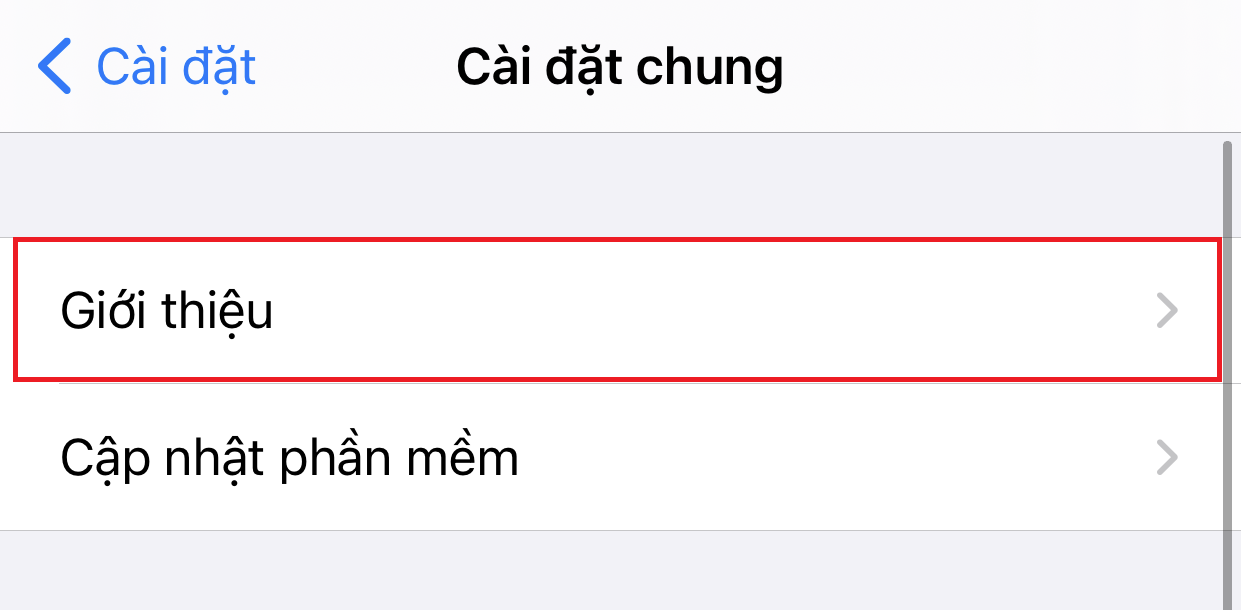 Cài đặt
Cài đặt chung
Giới thiệu
Cập nhật phần mềm